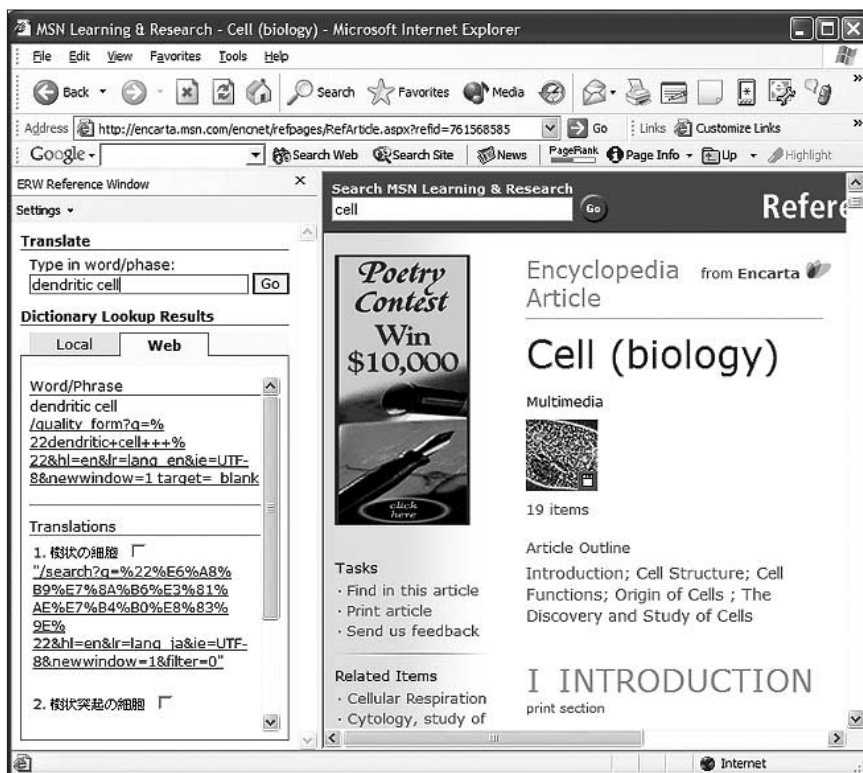 MSN Learning & Research - Cell (biology) - Microsoft Internet Explorer
File Edit View Favorites Tools Help
Back Search Favorites Media
Address http://encarta.msn.com/encnet/refpages/RefArticle.aspx?refid=761568585 Go Links Customize Links
Google Search Web Search Site News PageRank Page Info Up Highlight
ERW Reference Window
Settings
Translate
Type in word/phrase:
dendritic cell Go
Dictionary Lookup Results
Local Web
Word/Phrase
dendritic cell
/quality_form?q=%
22dendritic+cell+++%
22&hl=en&lr=lang_en&ie=UTF-
8&newwindow=1 target=_blank
Translations
1. 樹状の細胞
"/search?q=%22%E6%A8%
B9%E7%8A%B6%E3%81%
AE%E7%B4%B0%E8%83%
9E%
22&hl=en&lr=lang_ja&ie=UTF-
8&newwindow=1&filter=0"
2. 樹状突起の細胞
Search MSN Learning & Research
cell Go
Refere
Poetry
Contest
Win
$10,000
click
here
Tasks
· Find in this article
· Print article
· Send us feedback
Related Items
· Cellular Respiration
· Cytology, study of
Encyclopedia
Article
from Encarta
Cell (biology)
Multimedia
19 items
Article Outline
Introduction; Cell Structure; Cell
Functions; Origin of Cells ; The
Discovery and Study of Cells
I INTRODUCTION
print section
Internet